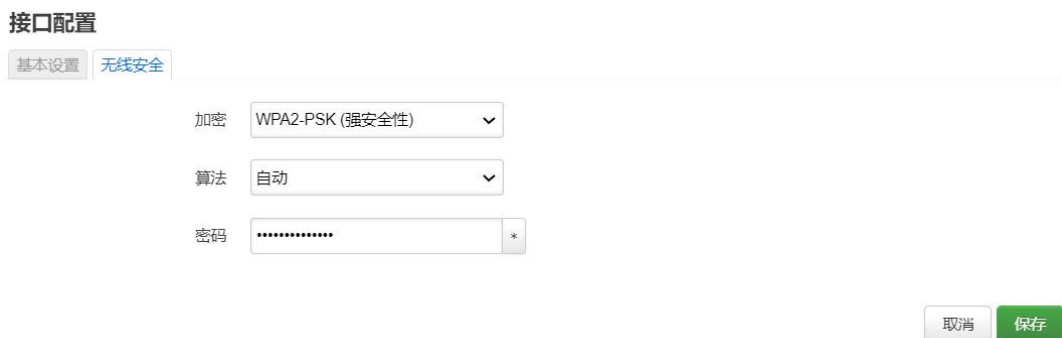 接口配置
基本设置 无线安全
加密 WPA2-PSK (强安全性)
算法 自动
密码 •••••••••••••• *
取消 保存